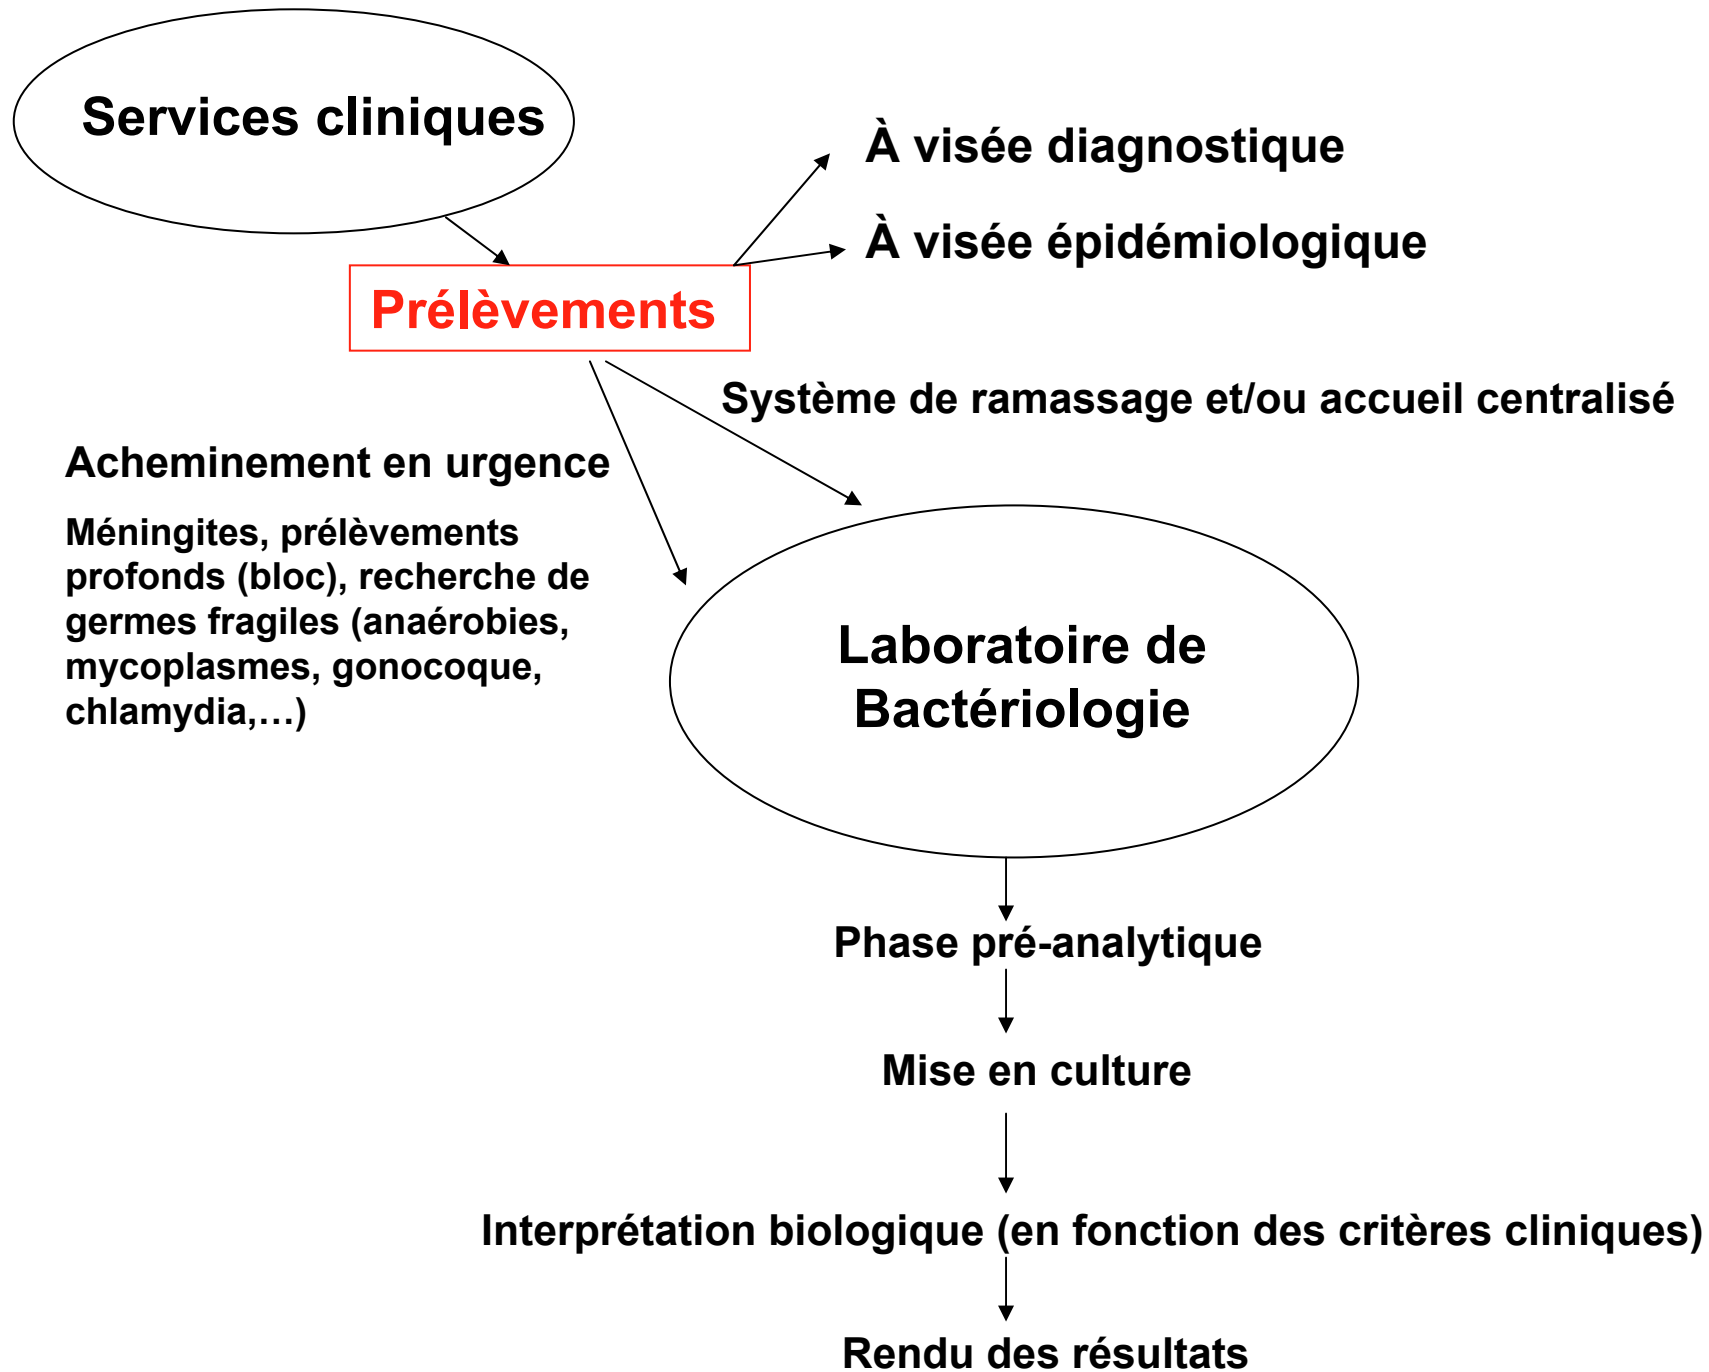 Services cliniques
À visée diagnostique
À visée épidémiologique
Prélèvements
Système de ramassage et/ou accueil centralisé
Acheminement en urgence
Méningites, prélèvements
profonds (bloc), recherche de
germes fragiles (anaérobies,
mycoplasmes, gonocoque,
chlamydia,…)
Laboratoire de
Bactériologie
Phase pré-analytique
Mise en culture
Interprétation biologique (en fonction des critères cliniques)
Rendu des résultats